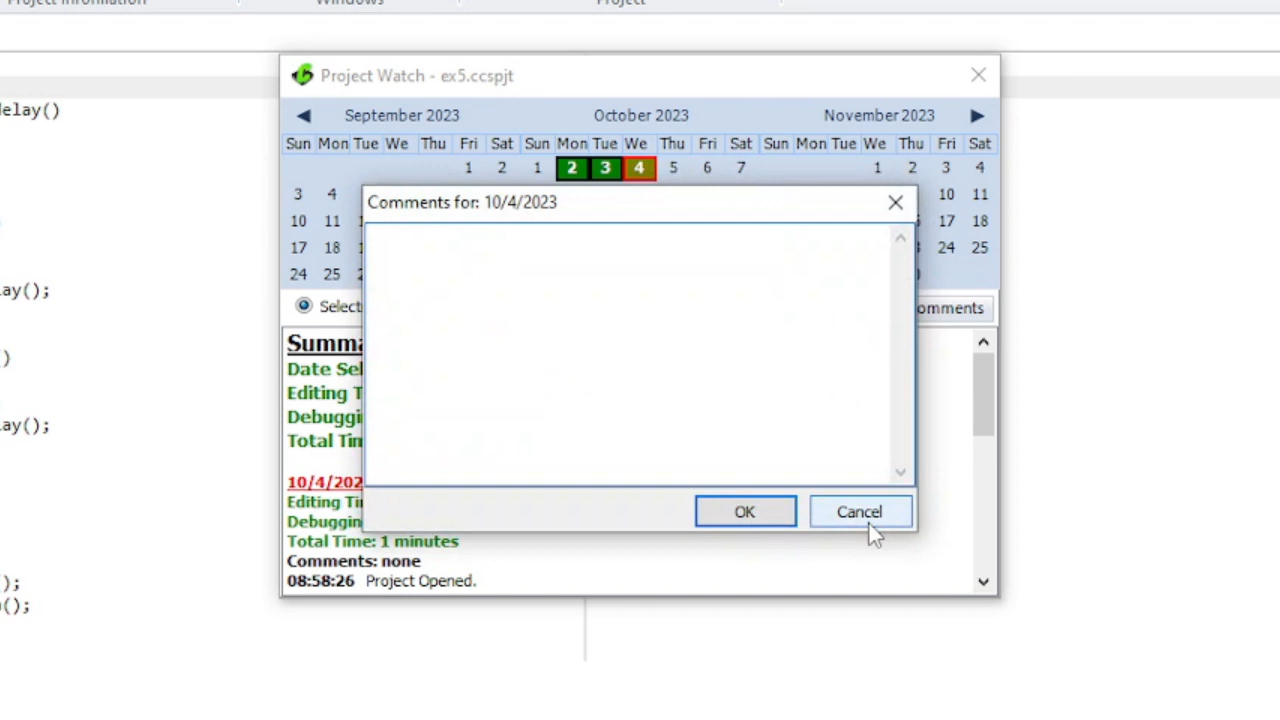 Project Information Windows Project
Project Watch - ex5.ccspjt
September 2023 October 2023 November 2023
Sun Mon Tue We Thu Fri Sat Sun Mon Tue We Thu Fri Sat Sun Mon Tue We Thu Fri Sat
1 2 1 2 3 4 5 6 7 1 2 3 4
3 4 10 11
10 11 17 18
17 18 24 25
24 25
Comments for: 10/4/2023
OK Cancel
Select
omments
Summa
Date Sel
Editing T
Debuggi
Total Tim
10/4/202
Editing Ti
Debugging
Total Time: 1 minutes
Comments: none
08:58:26 Project Opened.
delay()
ay();
)
ay();
);
();